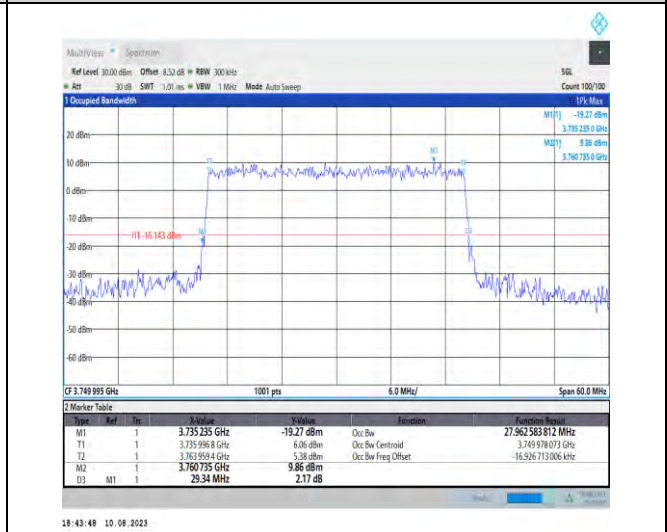 MultiView Spectrum
Ref Level 30.00 dBm Offset 8.52 dB RBW 300 kHz SGL
Att 30 dB SWT 1.01 ms VBW 1 MHz Mode Auto Sweep Count 100/100
1 Occupied Bandwidth 1Pk Max
M1[1] -19.27 dBm
3.735 235 0 GHz
M2[1] 9.86 dBm
3.760 735 0 GHz
20 dBm
M2
T1
10 dBm
0 dBm
-10 dBm
H1 -16.143 dBm
M1
D3
-20 dBm
-30 dBm
-40 dBm
-50 dBm
-60 dBm
CF 3.749 995 GHz 1001 pts 6.0 MHz/ Span 60.0 MHz
2 Marker Table
Type Ref Trc X-Value Y-Value Function Function Result
M1 1 3.735 235 GHz -19.27 dBm Occ Bw 27.962 583 812 MHz
T1 1 3.735 996 8 GHz 6.06 dBm Occ Bw Centroid 3.749 978 073 GHz
T2 1 3.763 959 4 GHz 5.38 dBm Occ Bw Freq Offset -16.926 713 006 kHz
M2 1 3.760 735 GHz 9.86 dBm
D3 M1 1 29.34 MHz 2.17 dB
18:43:48 10.08.2023